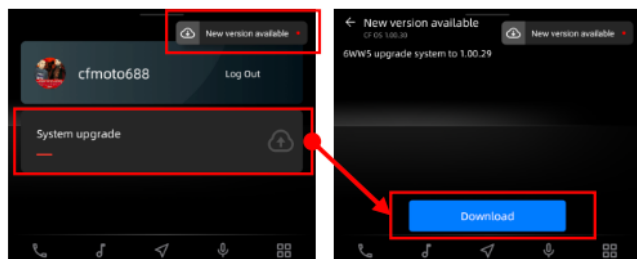 New version available
cfmoto688
Log Out
System upgrade
New version available
CF OS 1.00.30
New version available
6WW5 upgrade system to 1.00.29
Download